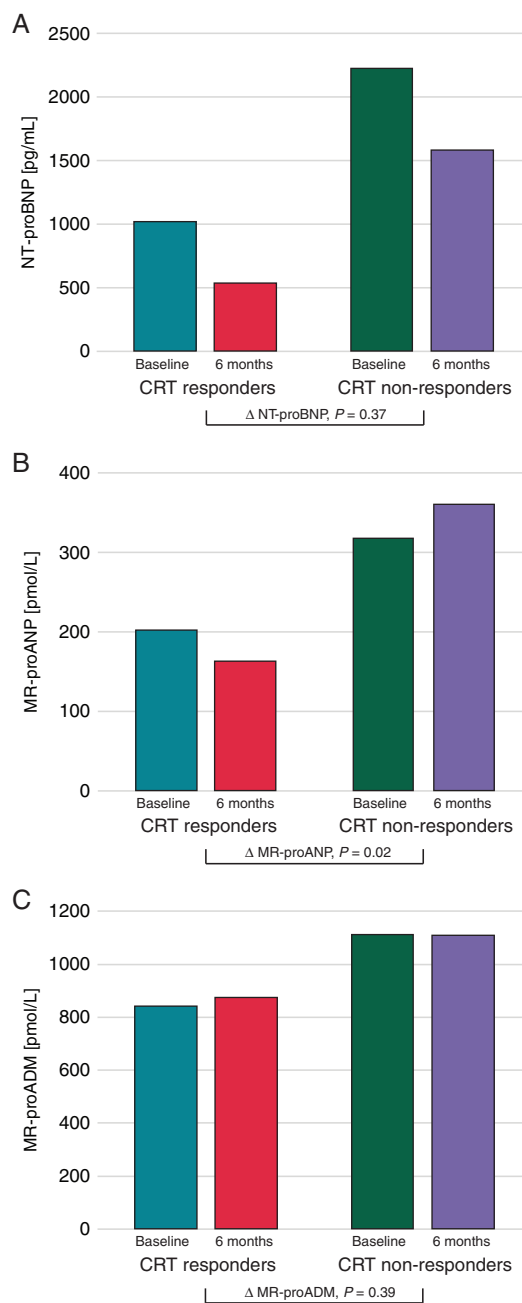 A
NT-proBNP [pg/mL]
2500
2000
1500
1000
500
0
Baseline 6 months Baseline 6 months
CRT responders CRT non-responders
Δ NT-proBNP, P = 0.37
B
MR-proANP [pmol/L]
400
300
200
100
0
Baseline 6 months Baseline 6 months
CRT responders CRT non-responders
Δ MR-proANP, P = 0.02
C
MR-proADM [pmol/L]
1200
1000
800
600
400
200
0
Baseline 6 months Baseline 6 months
CRT responders CRT non-responders
Δ MR-proADM, P = 0.39